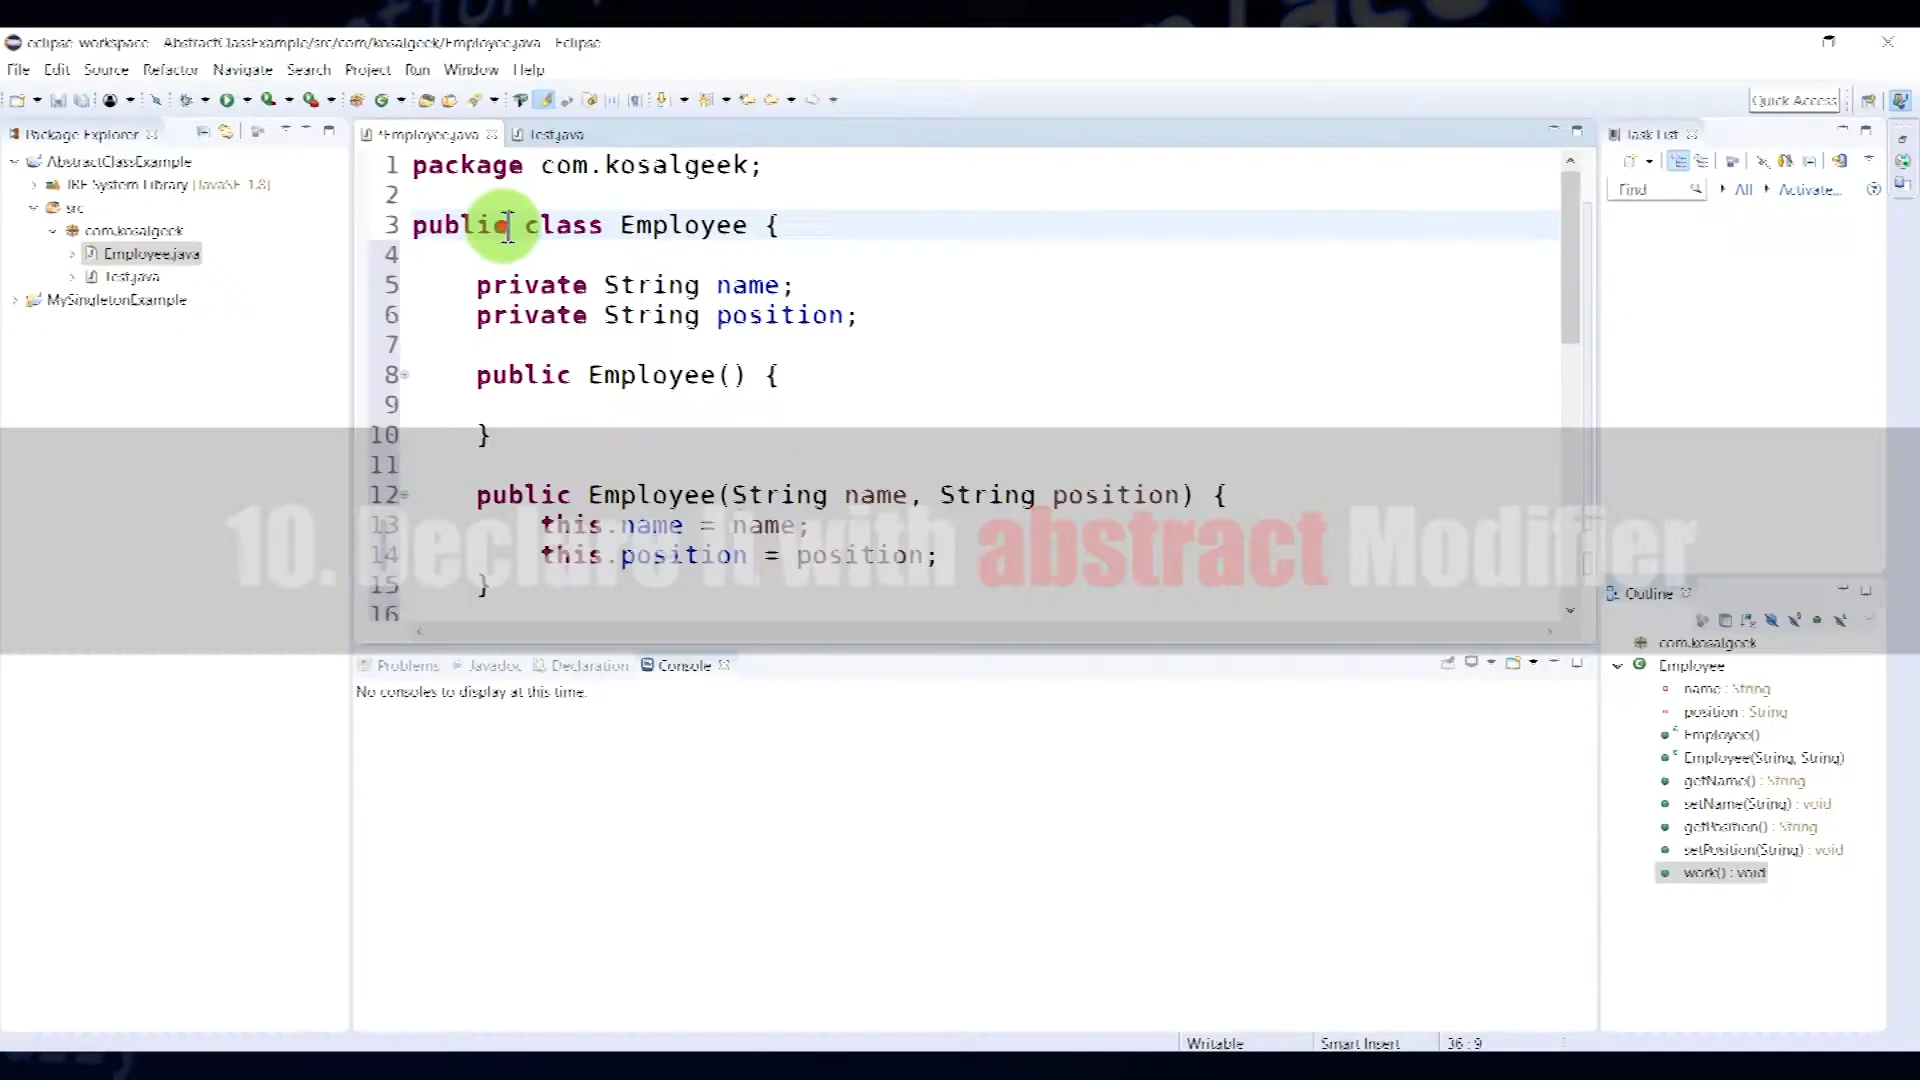 eclipse-workspace - AbstractClassExample/src/com/kosalgeek/Employee.java - Eclipse
File Edit Source Refactor Navigate Search Project Run Window Help
Quick Access
Package Explorer
AbstractClassExample
JRE System Library [JavaSE-1.8]
src
com.kosalgeek
Employee.java
Test.java
MySingletonExample
*Employee.java
Test.java
1 package com.kosalgeek;
2
3 public class Employee {
4
5 private String name;
6 private String position;
7
8 public Employee() {
9
10 }
11
12 public Employee(String name, String position) {
13 this.name = name;
14 this.position = position;
15 }
16
10. Declare It with abstract Modifier
Problems Javadoc Declaration Console
No consoles to display at this time.
Task List
Find All Activate...
Outline
com.kosalgeek
Employee
name : String
position : String
Employee()
Employee(String, String)
getName() : String
setName(String) : void
getPosition() : String
setPosition(String) : void
work() : void
Writable Smart Insert 36 : 9